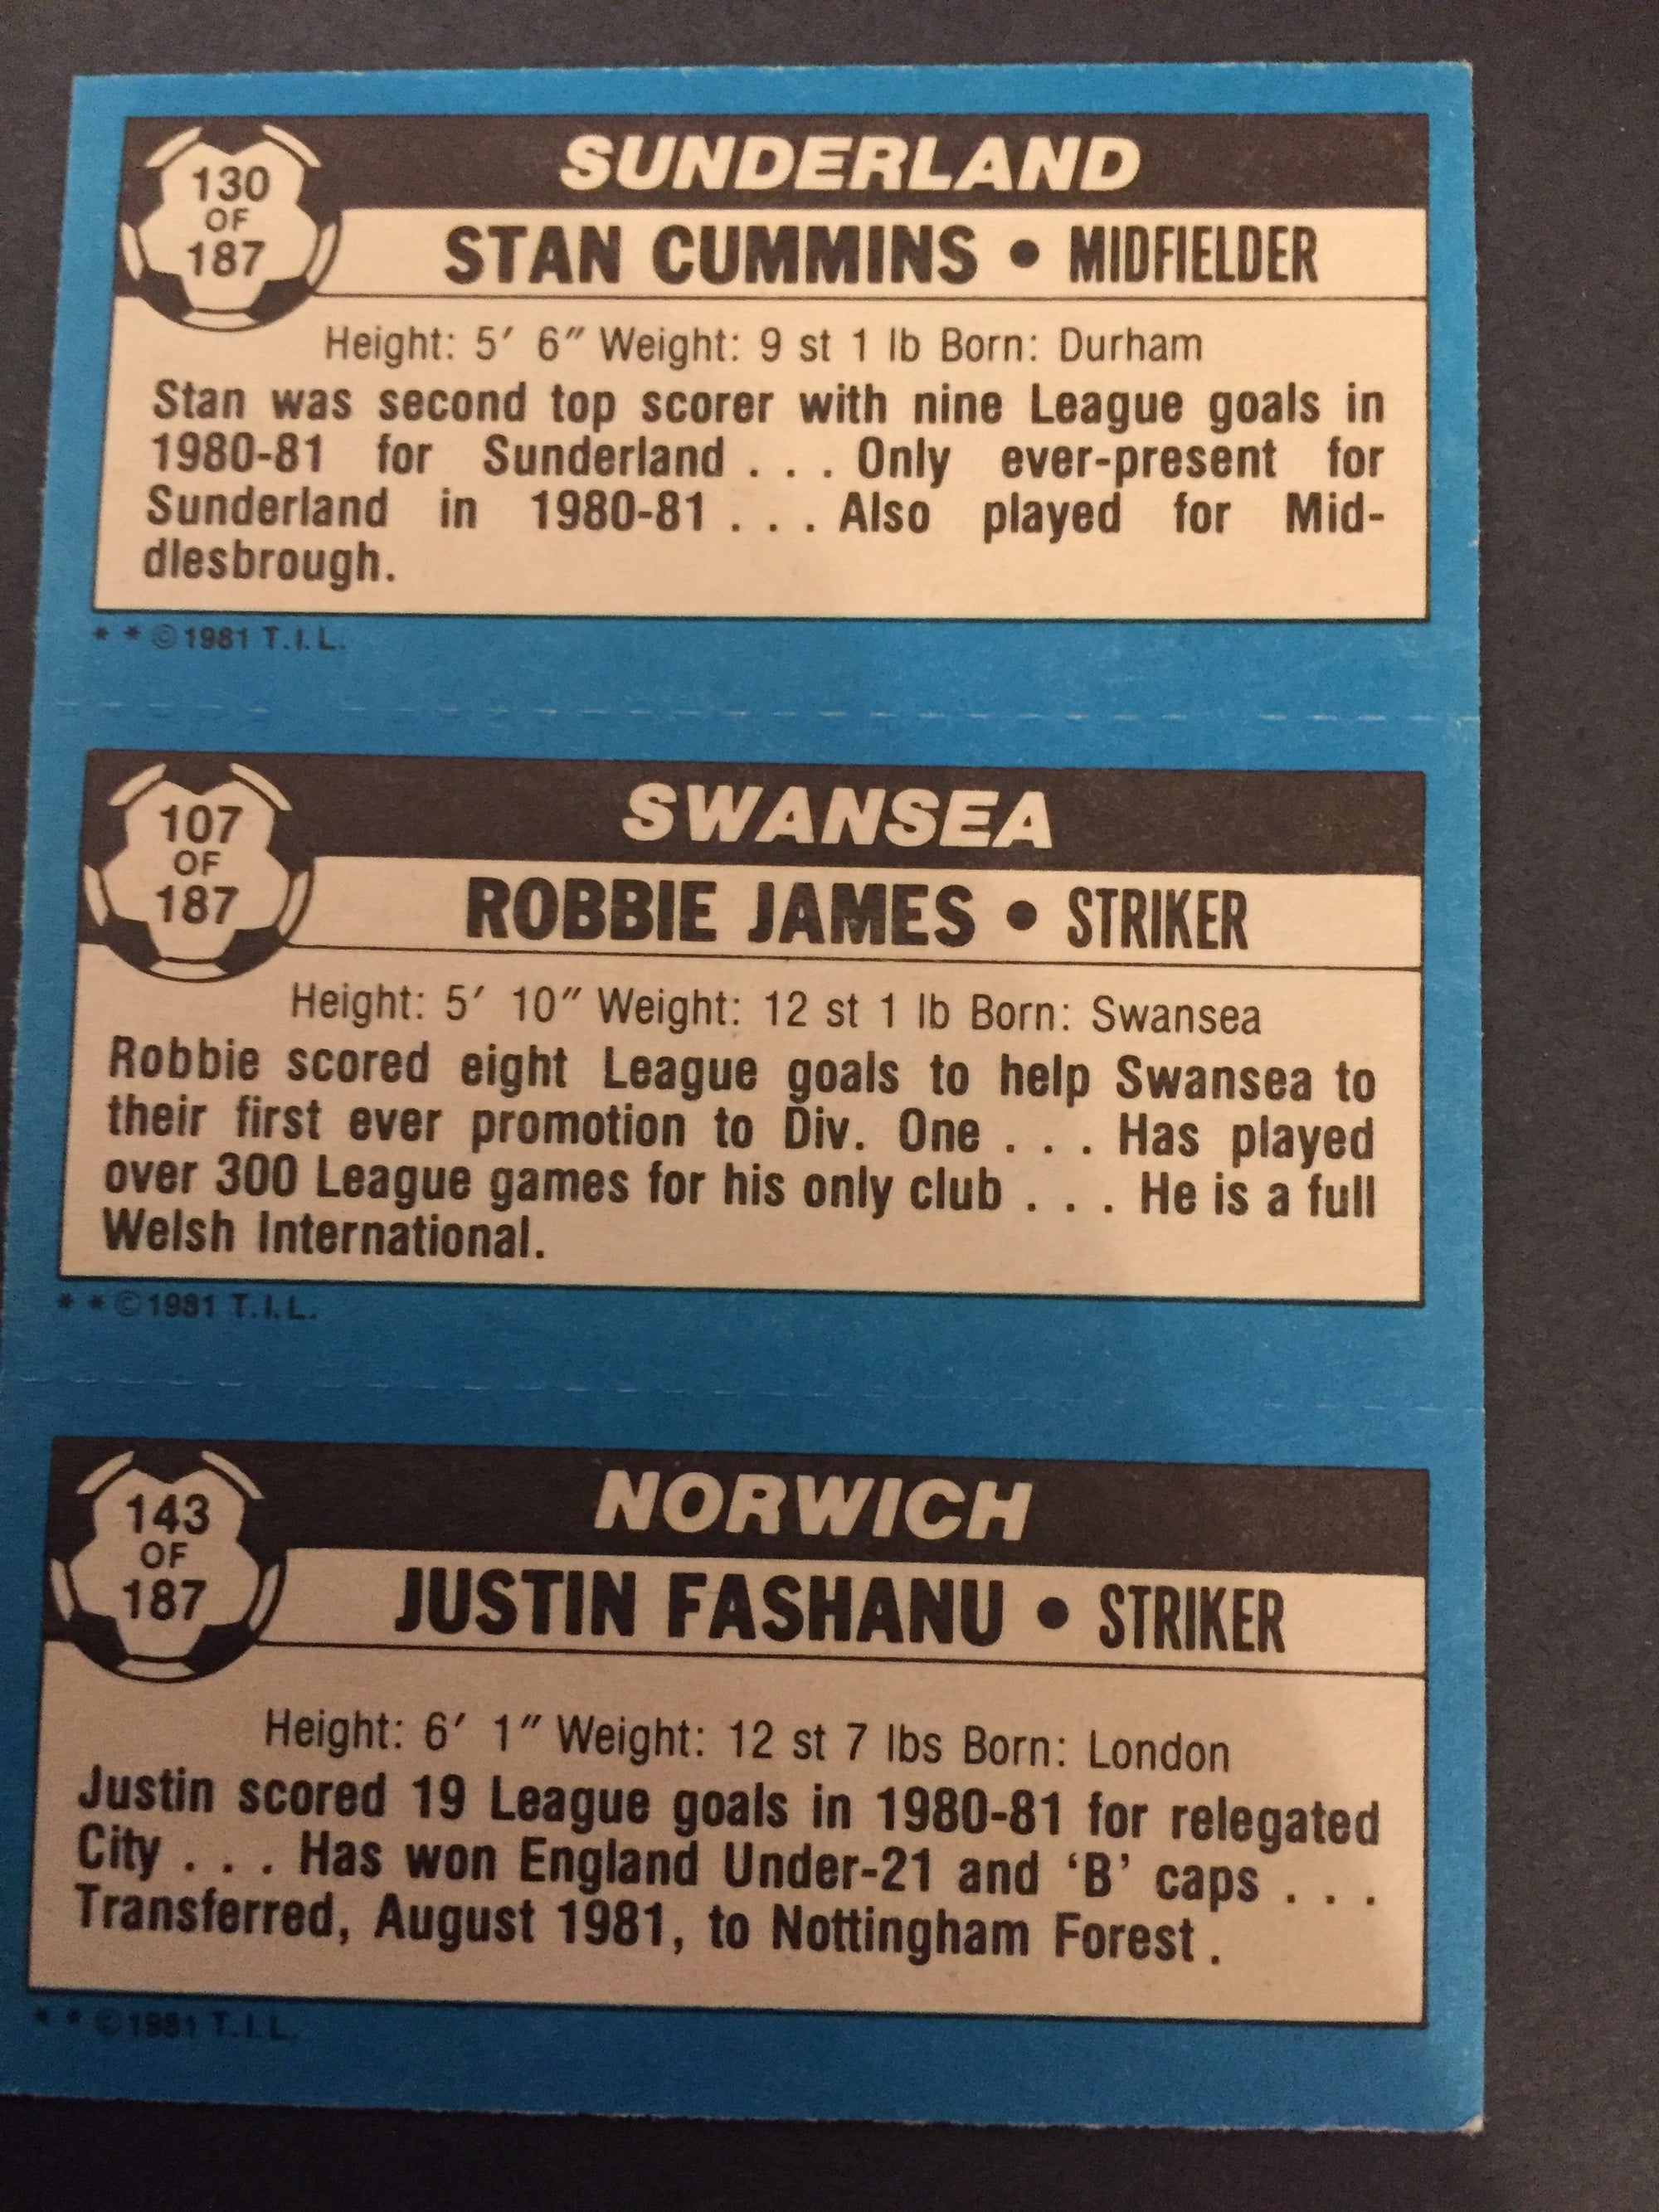 130
OF
187
SUNDERLAND
STAN CUMMINS • MIDFIELDER
Height: 5′ 6″ Weight: 9 st 1 lb Born: Durham
Stan was second top scorer with nine League goals in
1980-81 for Sunderland . . . Only ever-present for
Sunderland in 1980-81 . . . Also played for Mid-
dlesbrough.
* * ©1981 T.I.L.
107
OF
187
SWANSEA
ROBBIE JAMES • STRIKER
Height: 5′ 10″ Weight: 12 st 1 lb Born: Swansea
Robbie scored eight League goals to help Swansea to
their first ever promotion to Div. One . . . Has played
over 300 League games for his only club . . . He is a full
Welsh International.
* * ©1981 T.I.L.
143
OF
187
NORWICH
JUSTIN FASHANU • STRIKER
Height: 6′ 1″ Weight: 12 st 7 lbs Born: London
Justin scored 19 League goals in 1980-81 for relegated
City . . . Has won England Under-21 and ‘B’ caps . . .
Transferred, August 1981, to Nottingham Forest .
* * ©1981 T.I.L.